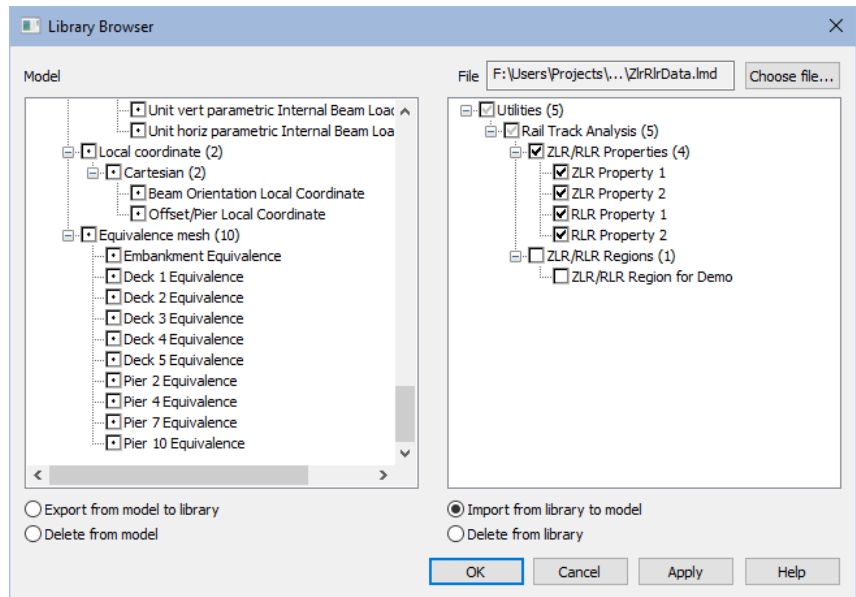 Library Browser
Model
File F:\Users\Projects\...\ZlrRlrData.lmd Choose file...
Unit vert parametric Internal Beam Loac
Unit horiz parametric Internal Beam Loa
Local coordinate (2)
Cartesian (2)
Beam Orientation Local Coordinate
Offset/Pier Local Coordinate
Equivalence mesh (10)
Embankment Equivalence
Deck 1 Equivalence
Deck 2 Equivalence
Deck 3 Equivalence
Deck 4 Equivalence
Deck 5 Equivalence
Pier 2 Equivalence
Pier 4 Equivalence
Pier 7 Equivalence
Pier 10 Equivalence
Utilities (5)
Rail Track Analysis (5)
ZLR/RLR Properties (4)
ZLR Property 1
ZLR Property 2
RLR Property 1
RLR Property 2
ZLR/RLR Regions (1)
ZLR/RLR Region for Demo
Export from model to library
Delete from model
Import from library to model
Delete from library
OK Cancel Apply Help